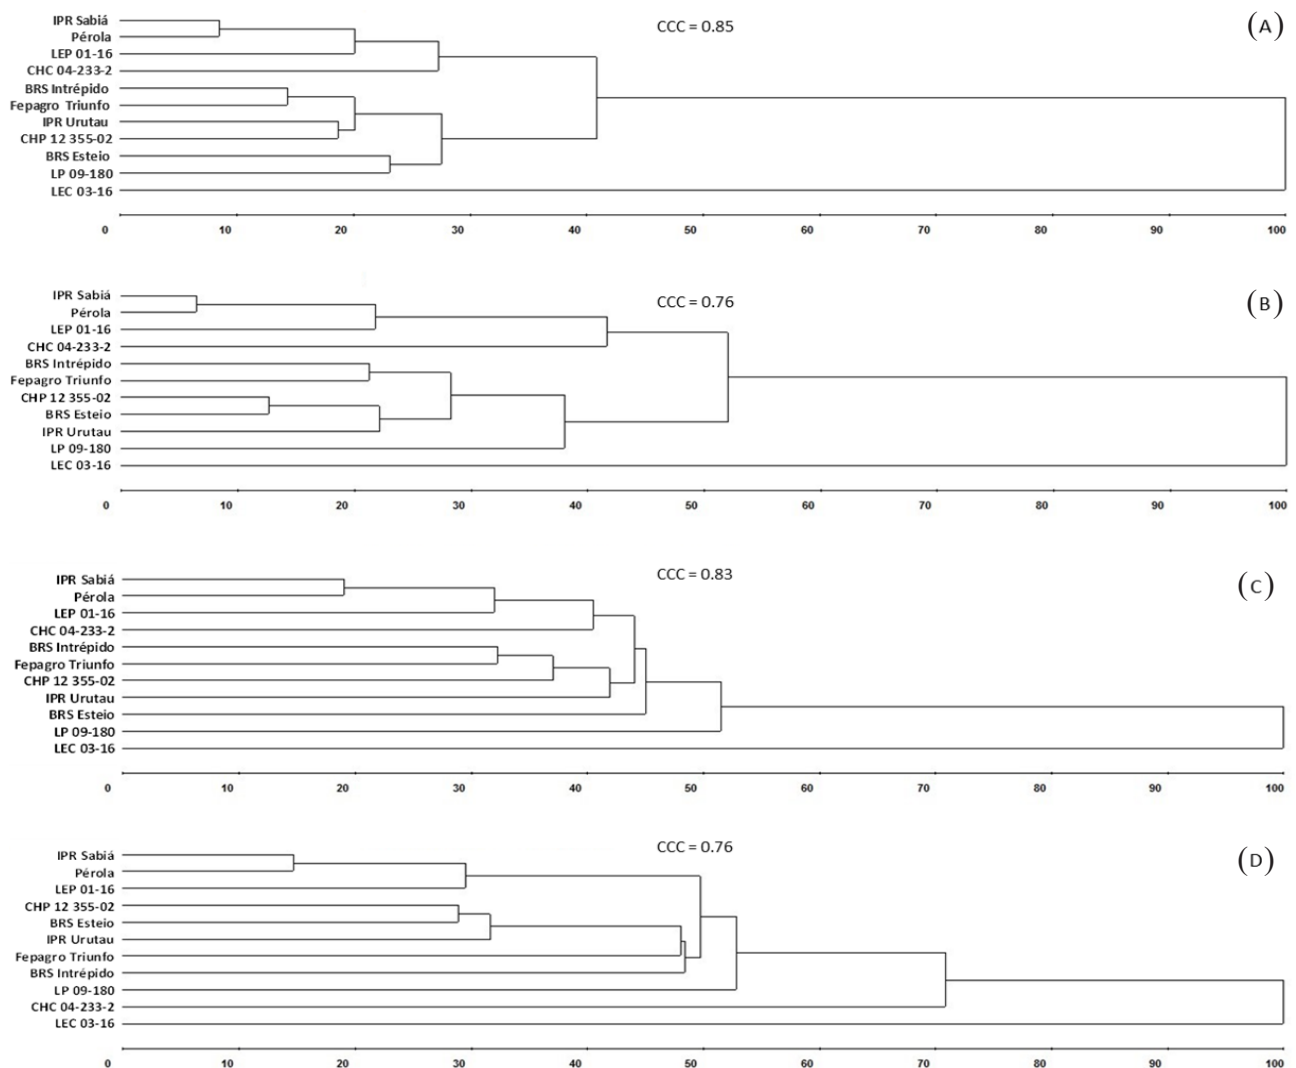 IPR Sabiá
CCC = 0.85
(A)
Pérola
LEP 01-16
CHC 04-233-2
BRS Intrépido
Fepagro Triunfo
IPR Urutau
CHP 12 355-02
BRS Esteio
LP 09-180
LEC 03-16
0 10 20 30 40 50 60 70 80 90 100
IPR Sabiá
CCC = 0.76
(B)
Pérola
LEP 01-16
CHC 04-233-2
BRS Intrépido
Fepagro Triunfo
CHP 12 355-02
BRS Esteio
IPR Urutau
LP 09-180
LEC 03-16
0 10 20 30 40 50 60 70 80 90 100
CCC = 0.83
IPR Sabiá
(C)
Pérola
LEP 01-16
CHC 04-233-2
BRS Intrépido
Fepagro Triunfo
CHP 12 355-02
IPR Urutau
BRS Esteio
LP 09-180
LEC 03-16
0 10 20 30 40 50 60 70 80 90 100
CCC = 0.76
IPR Sabiá
(D)
Pérola
LEP 01-16
CHP 12 355-02
BRS Esteio
IPR Urutau
Fepagro Triunfo
BRS Intrépido
LP 09-180
CHC 04-233-2
LEC 03-16
0 10 20 30 40 50 60 70 80 90 100